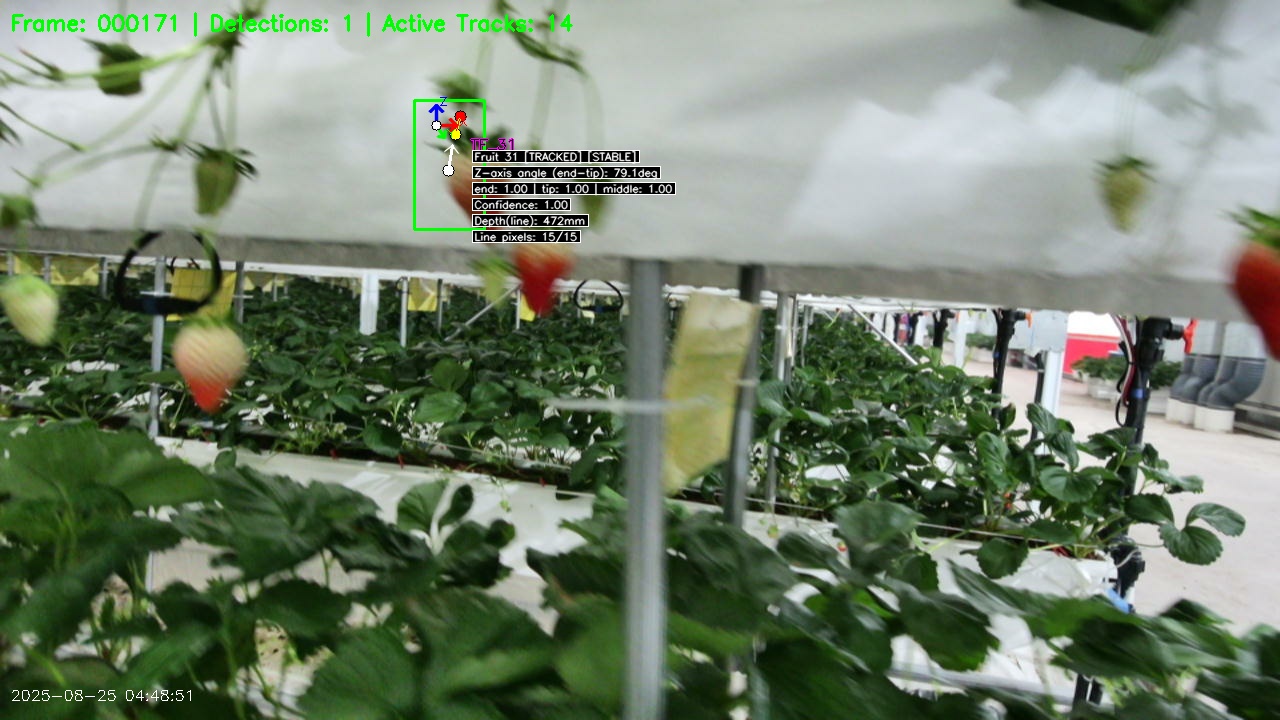 Frame: 000171 | Detections: 1 | Active Tracks: 14
Z
TF_31
Fruit 31 [TRACKED] [STABLE]
Z-axis angle (end-tip): 79.1deg
end: 1.00 | tip: 1.00 | middle: 1.00
Confidence: 1.00
Depth(line): 472mm
Line pixels: 15/15
2025-08-25 04:48:51